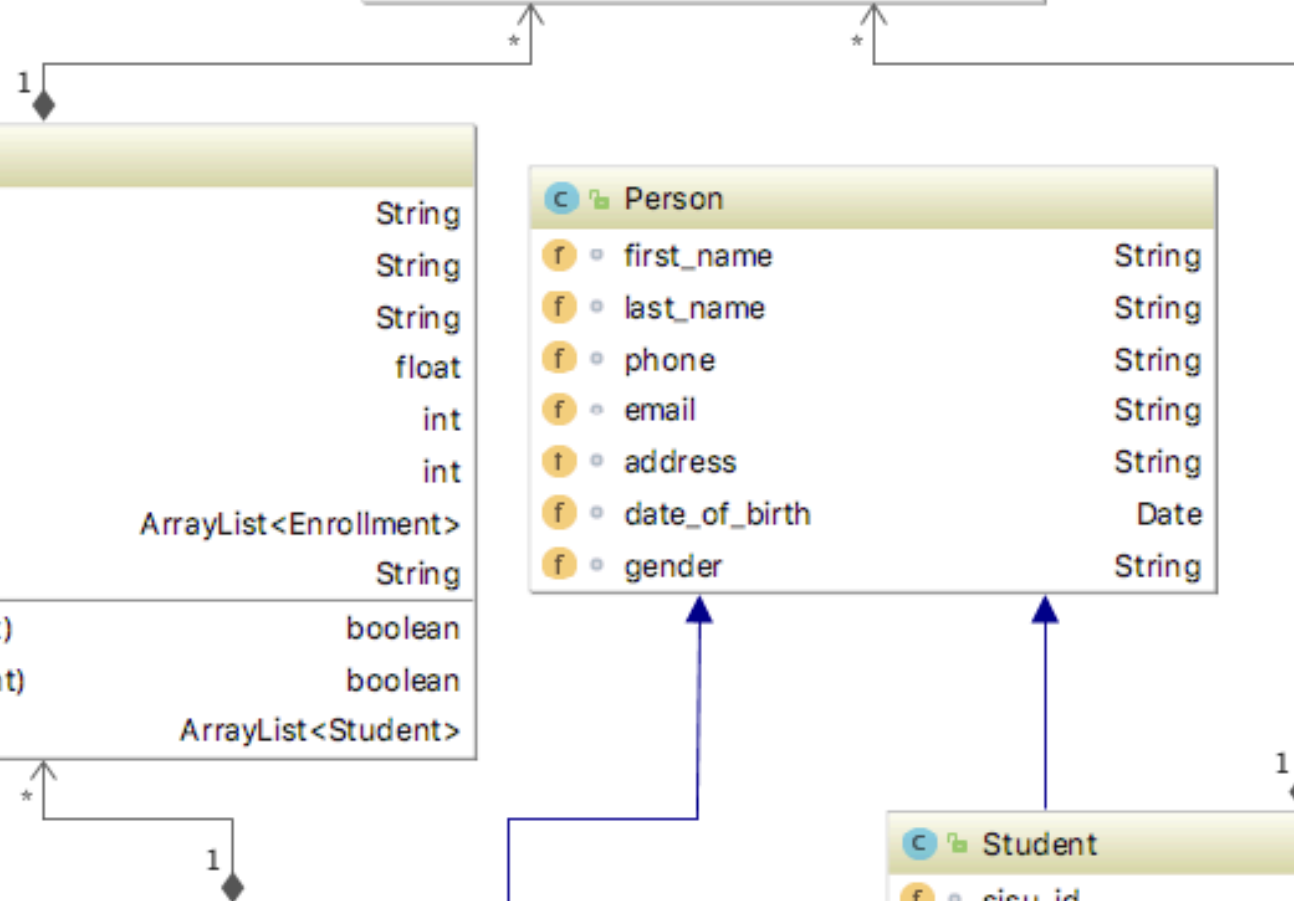 *
*
1
String
String
String
float
int
int
ArrayList<Enrollment>
String
:) boolean
t) boolean
ArrayList<Student>
C Person
f first_name String
f last_name String
f phone String
f email String
f address String
f date_of_birth Date
f gender String
*
1
1
C Student
f sisu_id